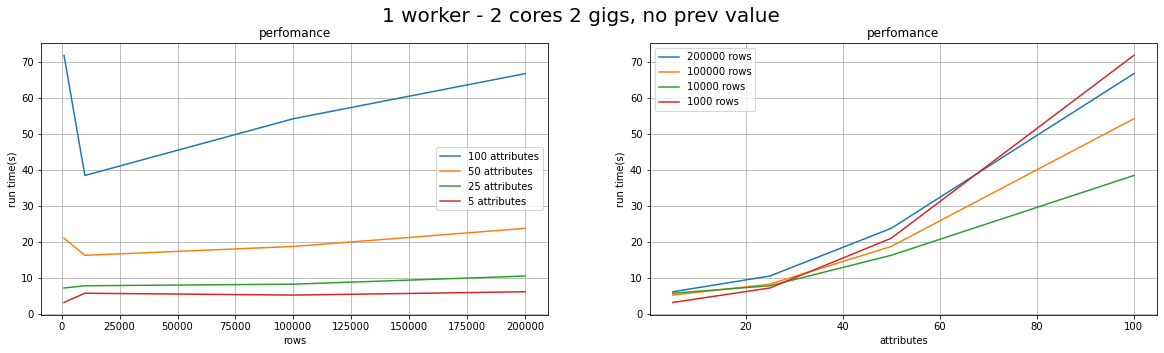 1 worker - 2 cores 2 gigs, no prev value
perfomance
run time(s)
70
60
50
40
30
20
10
0
100 attributes
50 attributes
25 attributes
5 attributes
0 25000 50000 75000 100000 125000 150000 175000 200000
rows
perfomance
run time(s)
70
60
50
40
30
20
10
0
200000 rows
100000 rows
10000 rows
1000 rows
20 40 60 80 100
attributes